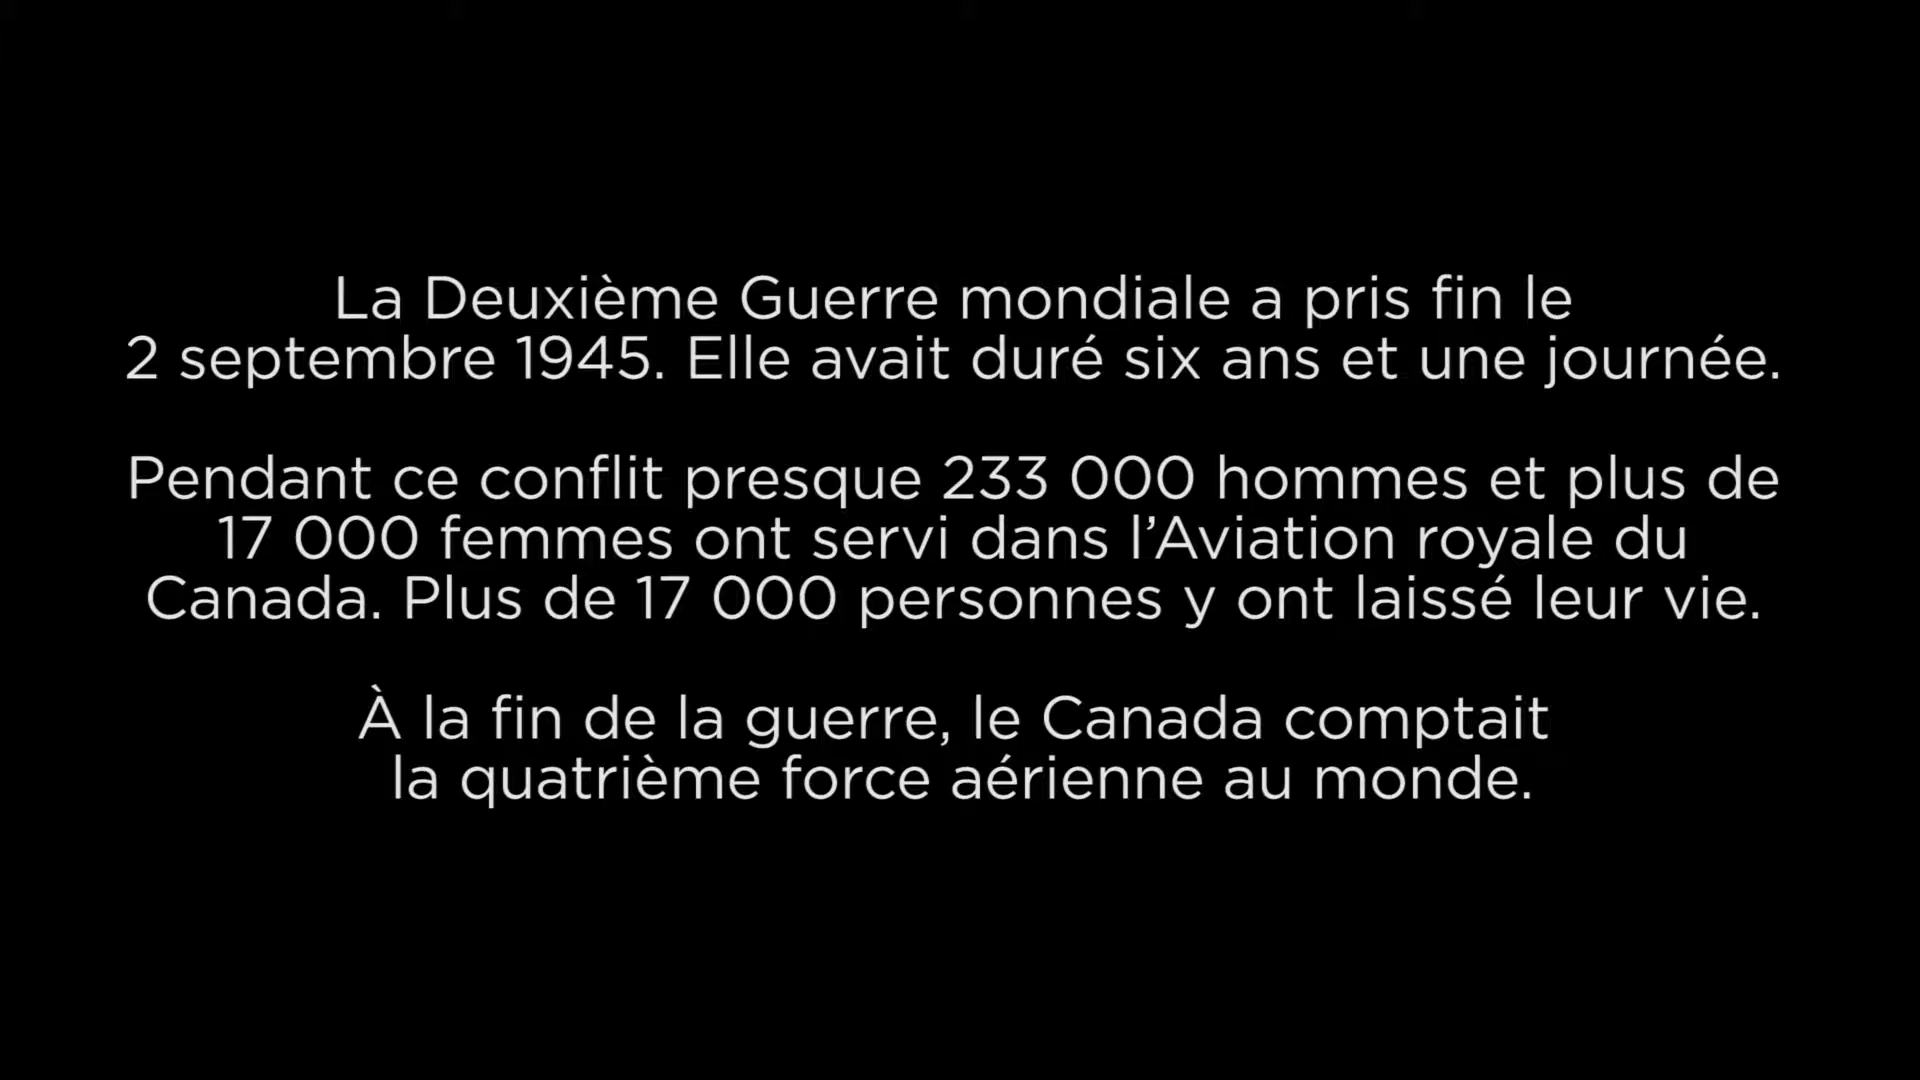 La Deuxième Guerre mondiale a pris fin le
2 septembre 1945. Elle avait duré six ans et une journée.
Pendant ce conflit presque 233 000 hommes et plus de
17 000 femmes ont servi dans l’Aviation royale du
Canada. Plus de 17 000 personnes y ont laissé leur vie.
À la fin de la guerre, le Canada comptait
la quatrième force aérienne au monde.